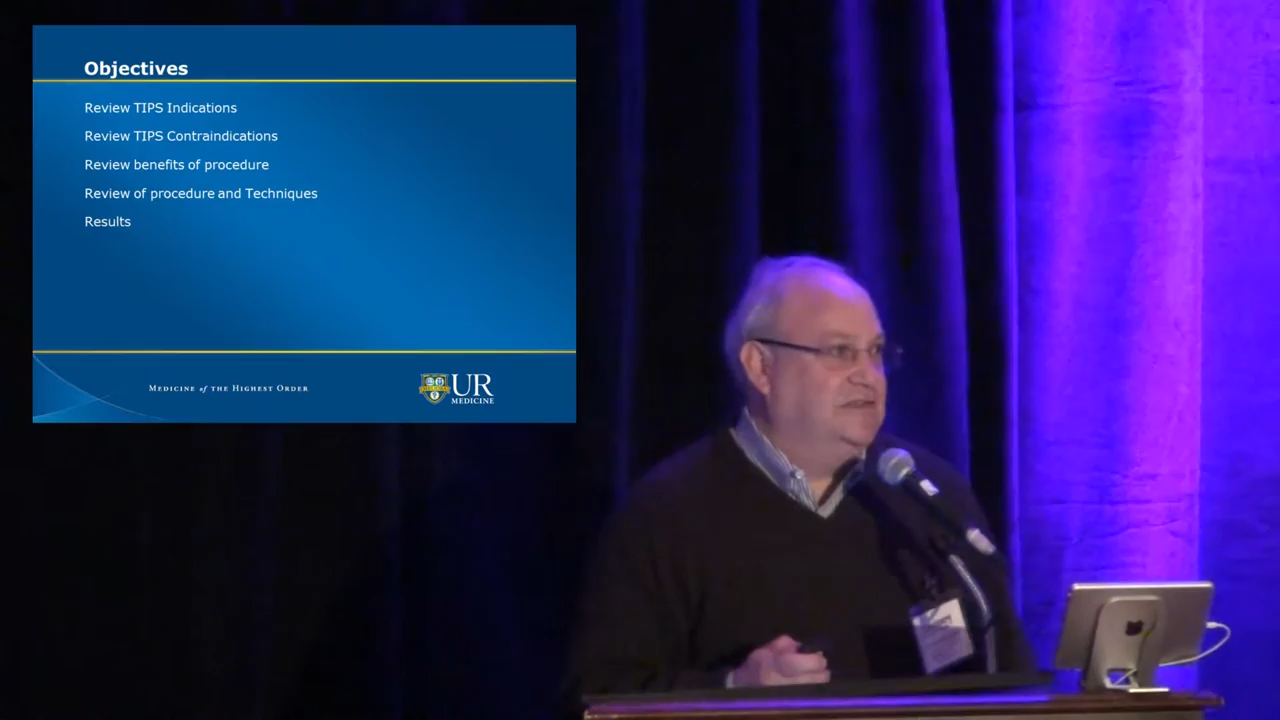 Objectives
Review TIPS Indications
Review TIPS Contraindications
Review benefits of procedure
Review of procedure and Techniques
Results
MEDICINE of THE HIGHEST ORDER
UR
MEDICINE